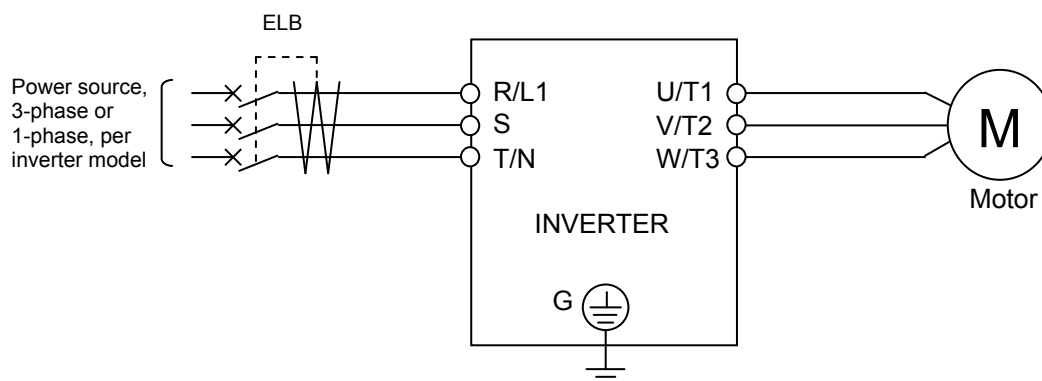 ELB
Power source,
3-phase or
1-phase, per
inverter model
R/L1
S
T/N
U/T1
V/T2
W/T3
INVERTER
G
M
Motor